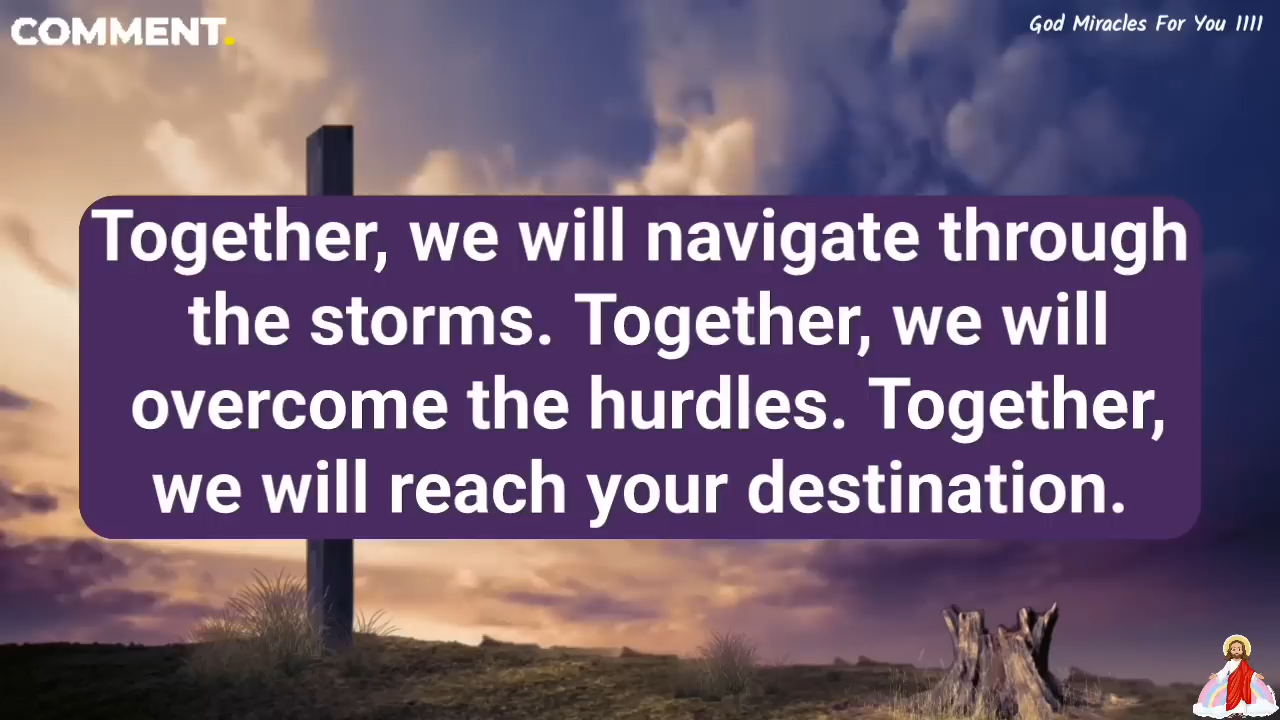 COMMENT.
God Miracles For You 1111
Together, we will navigate through
the storms. Together, we will
overcome the hurdles. Together,
we will reach your destination.